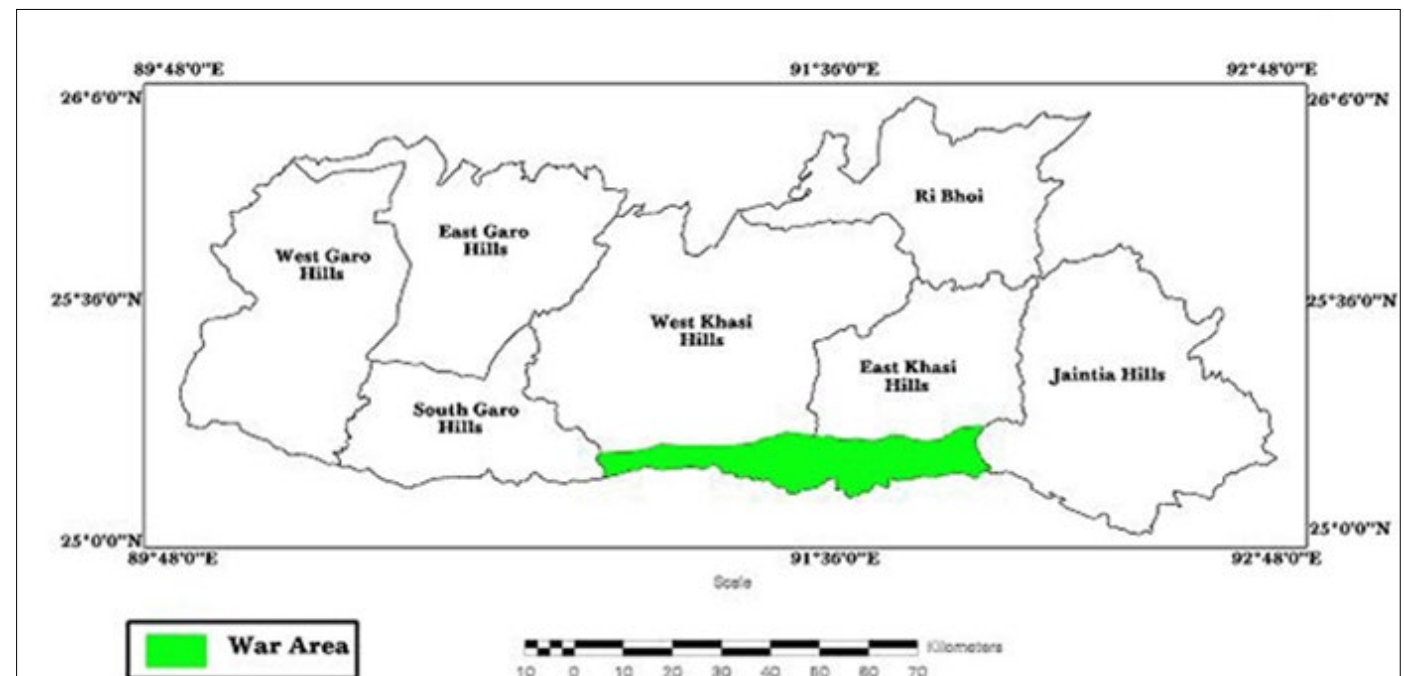 89°48'0"E 91°36'0"E 92°48'0"E
26°6'0"N 26°6'0"N
Ri Bhoi
East Garo
Hills
West Garo
Hills
25°36'0"N 25°36'0"N
West Khasi
Hills
East Khasi
Hills
Jaintia Hills
South Garo
Hills
25°0'0"N 25°0'0"N
89°48'0"E 91°36'0"E 92°48'0"E
Scale
War Area
Kilometers
10 0 10 20 30 40 50 60 70